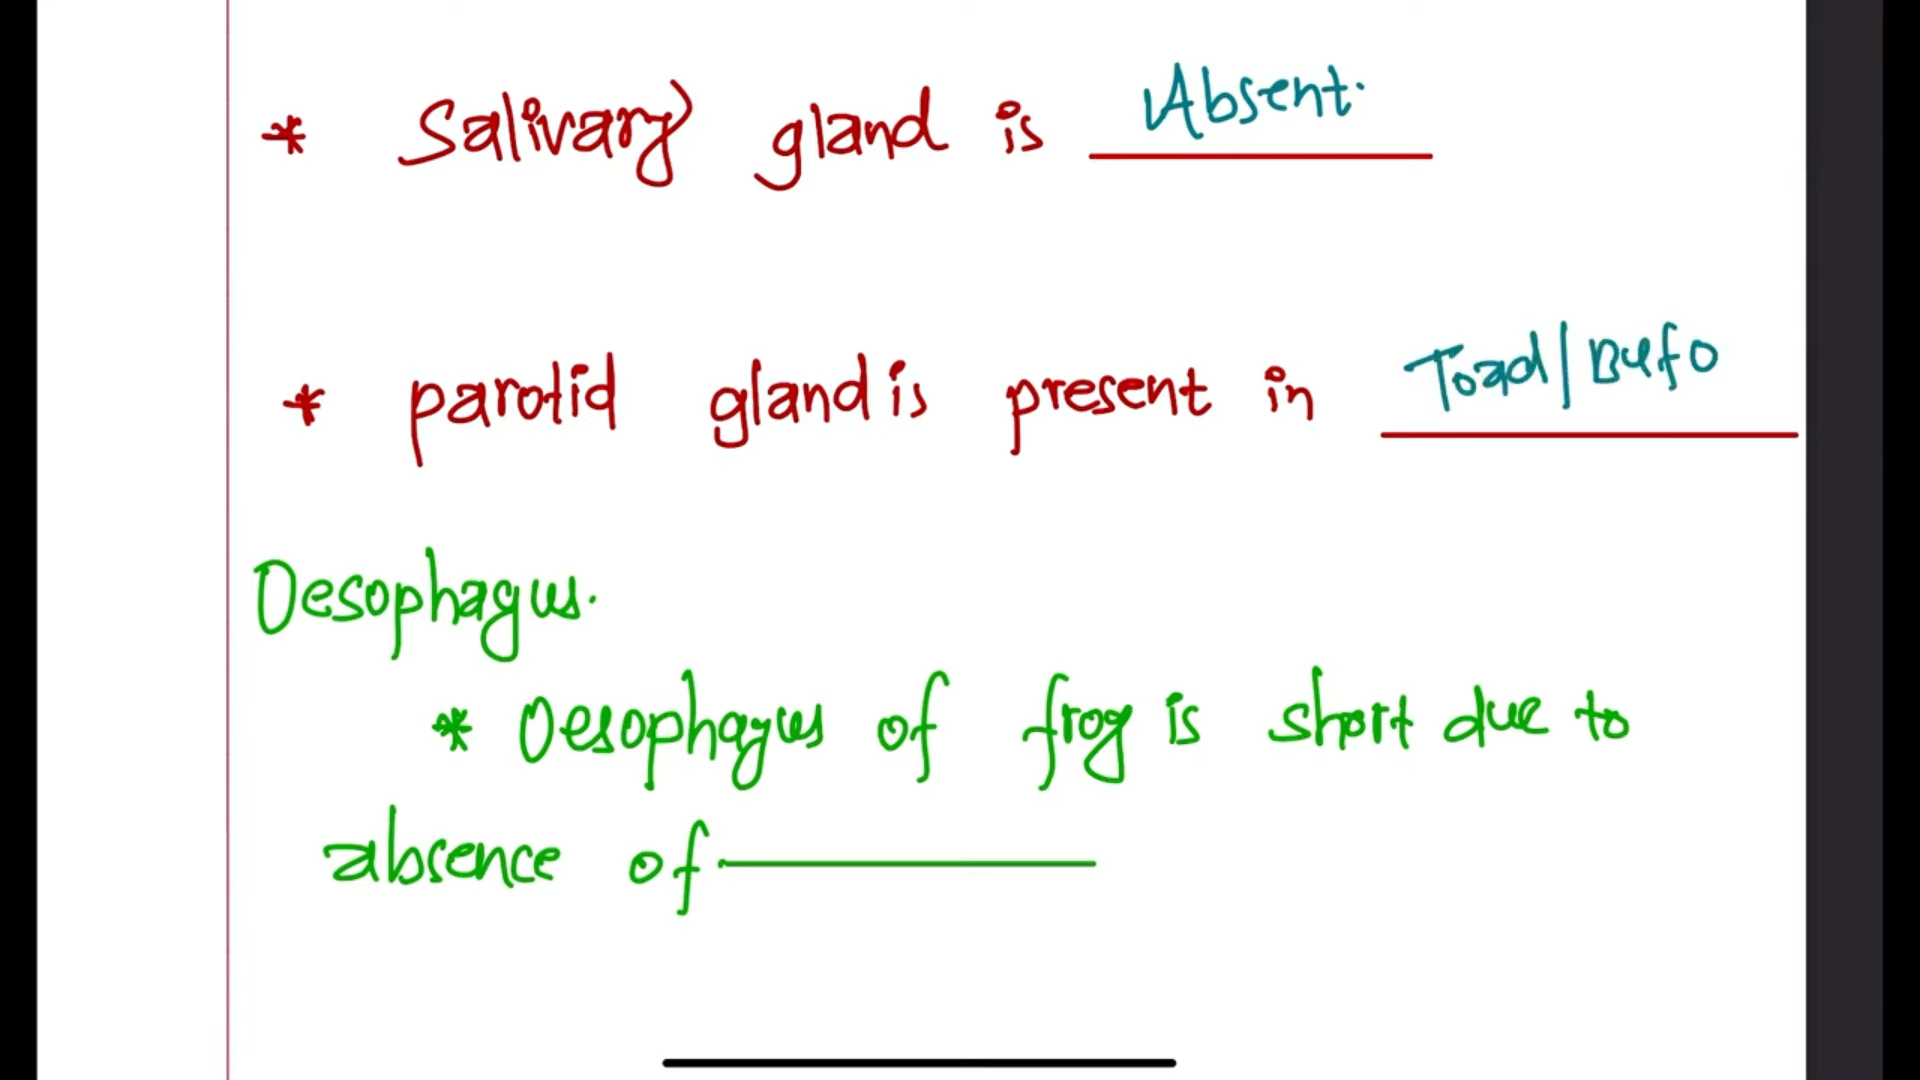 * Salivary gland is Absent.
* parotid gland is present in Toad/Bufo
Oesophagus.
* Oesophagus of frog is short due to
absence of